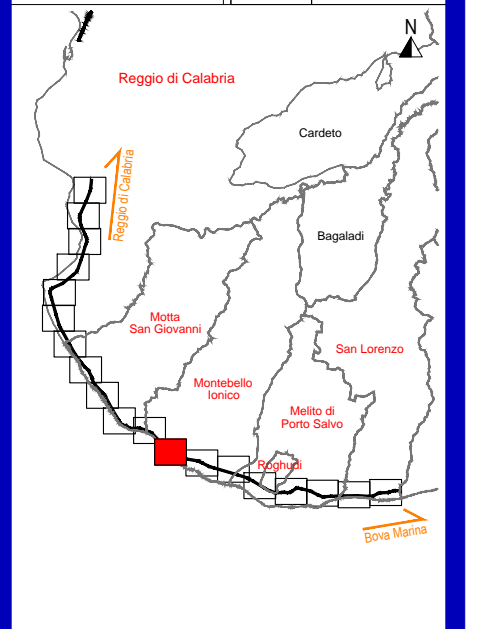 N
Reggio di Calabria
Cardeto
Reggio di Calabria
Bagaladi
Motta
San Giovanni
San Lorenzo
Montebello
Ionico
Melito di
Porto Salvo
Roghudi
Bova Marina